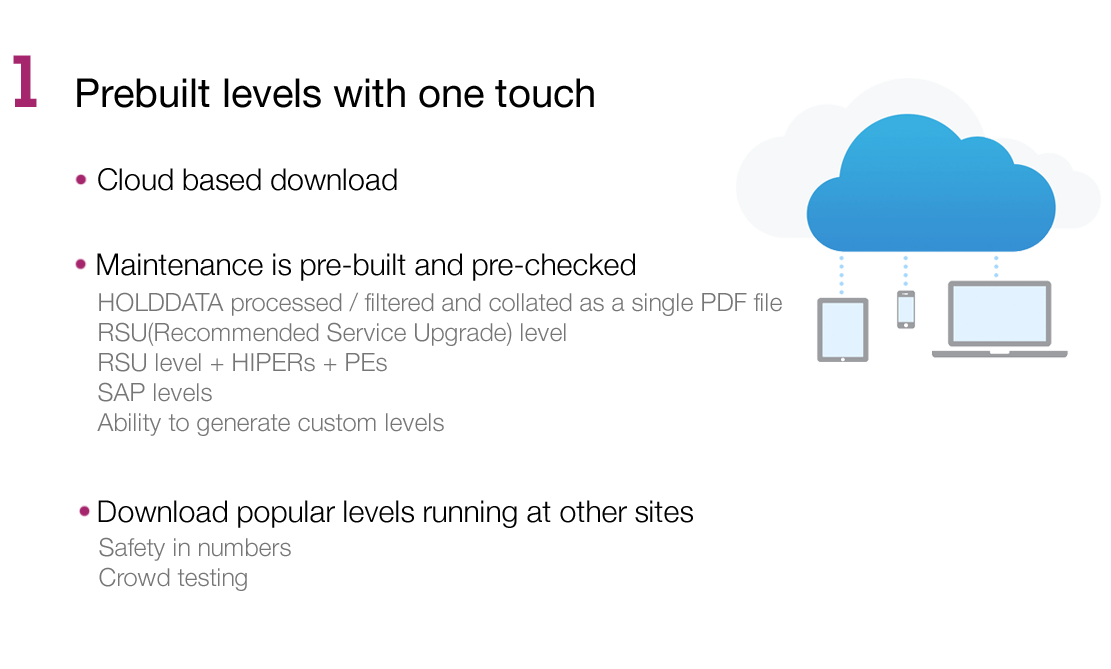 1 Prebuilt levels with one touch
• Cloud based download
• Maintenance is pre-built and pre-checked
HOLDDATA processed / filtered and collated as a single PDF file
RSU(Recommended Service Upgrade) level
RSU level + HIPERs + PEs
SAP levels
Ability to generate custom levels
• Download popular levels running at other sites
Safety in numbers
Crowd testing